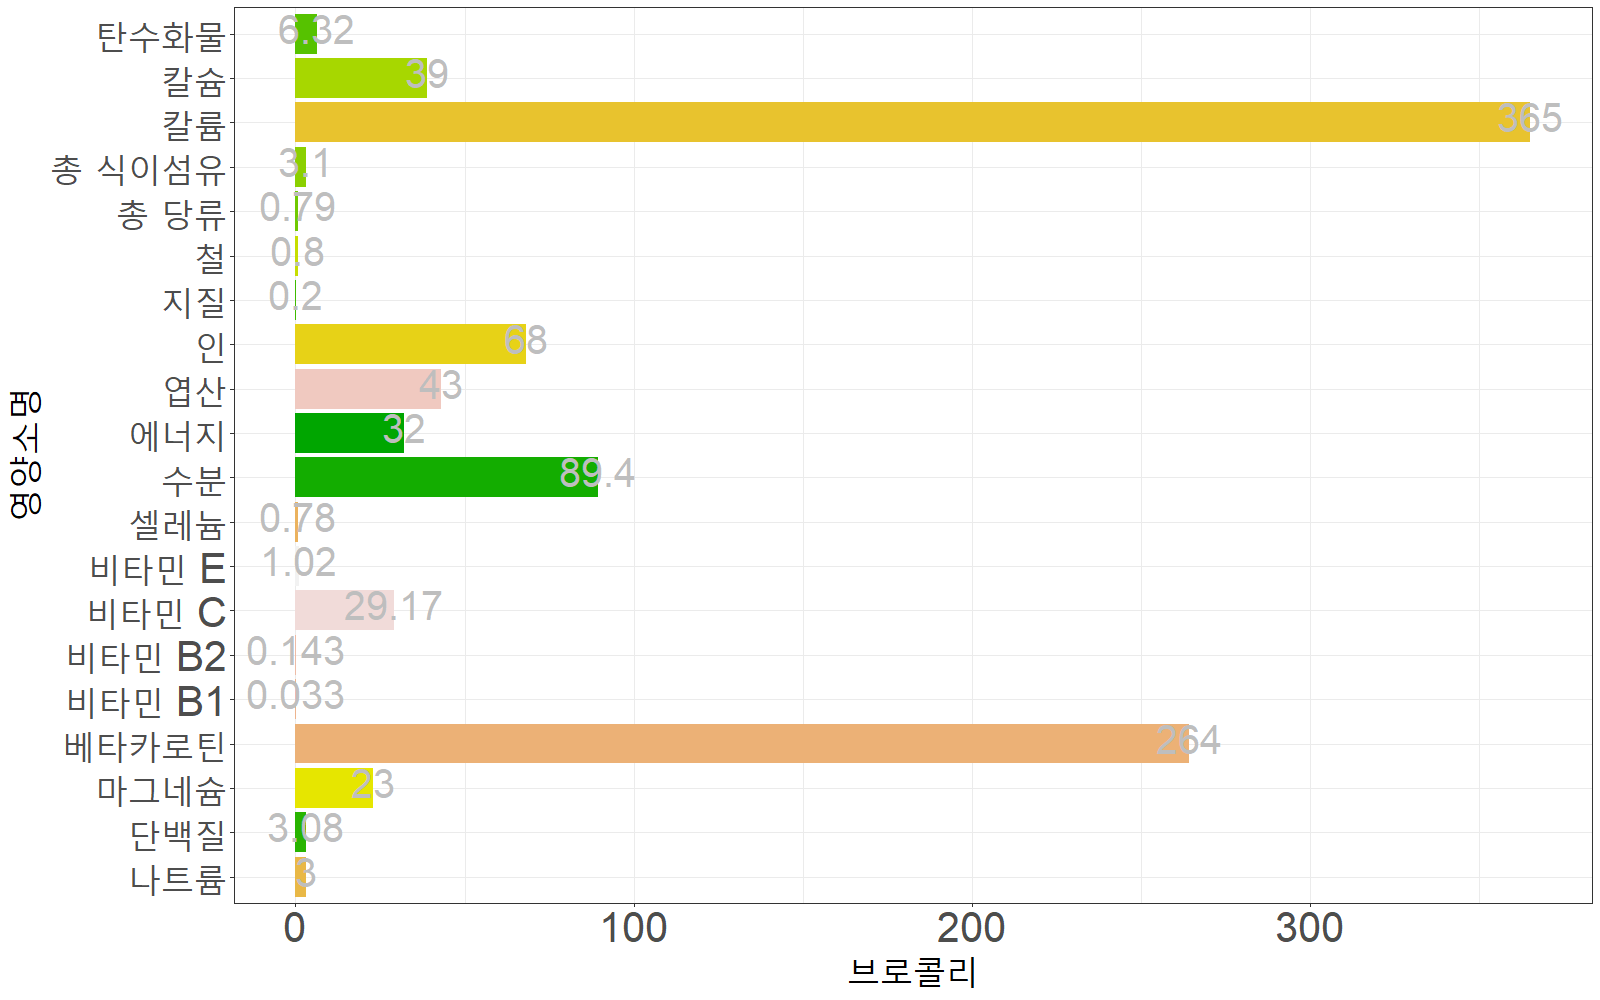 탄수화물 6.32
칼슘 39
칼륨 365
총 식이섬유 3.1
총 당류 0.79
철 0.8
지질 0.2
인 68
엽산 43
에너지 32
수분 89.4
셀레늄 0.78
비타민 E 1.02
비타민 C 29.17
비타민 B2 0.143
비타민 B1 0.033
베타카로틴 264
마그네슘 23
단백질 3.08
나트륨 3
영양소명
0 100 200 300
브로콜리